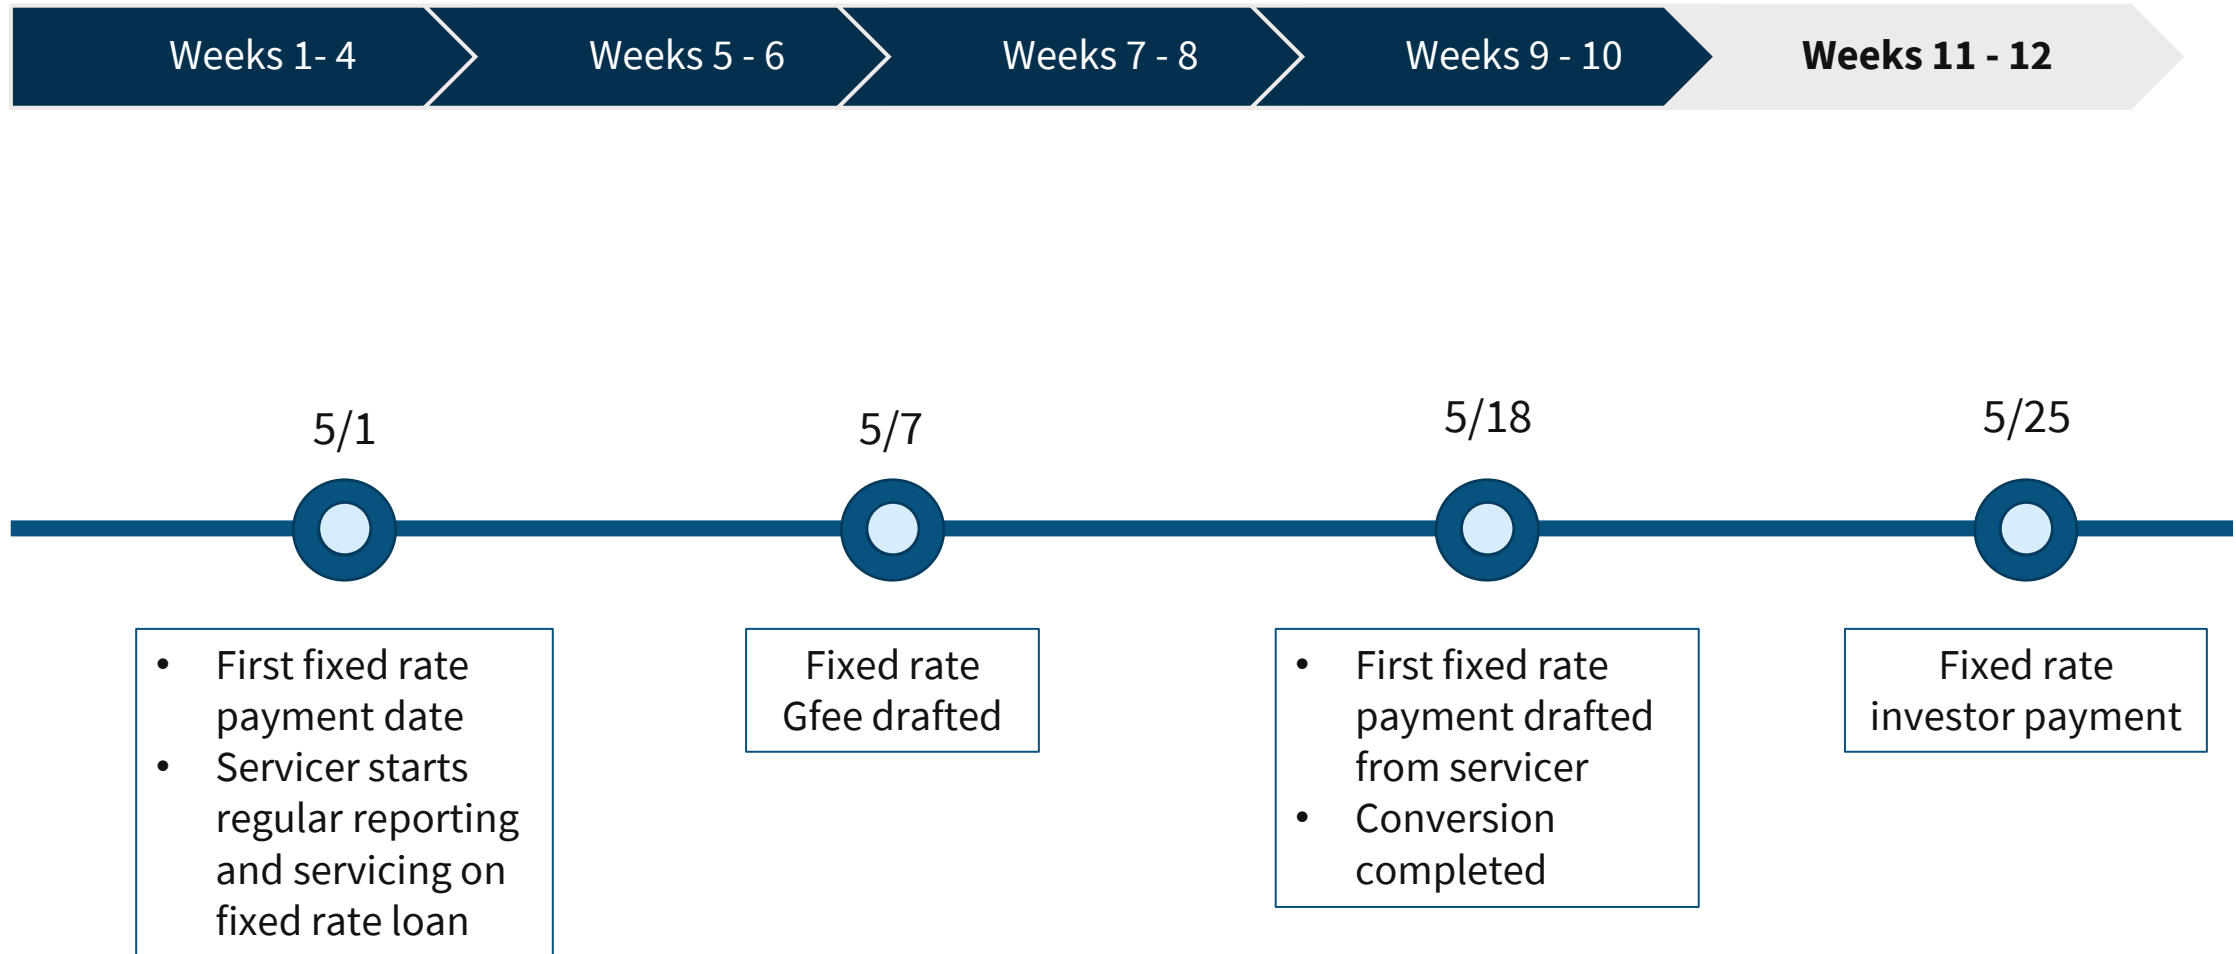 Weeks 1- 4
Weeks 5 - 6
Weeks 7 - 8
Weeks 9 - 10
Weeks 11 - 12
5/1
5/7
5/18
5/25
• First fixed rate
payment date
• Servicer starts
regular reporting
and servicing on
fixed rate loan
Fixed rate
Gfee drafted
• First fixed rate
payment drafted
from servicer
• Conversion
completed
Fixed rate
investor payment